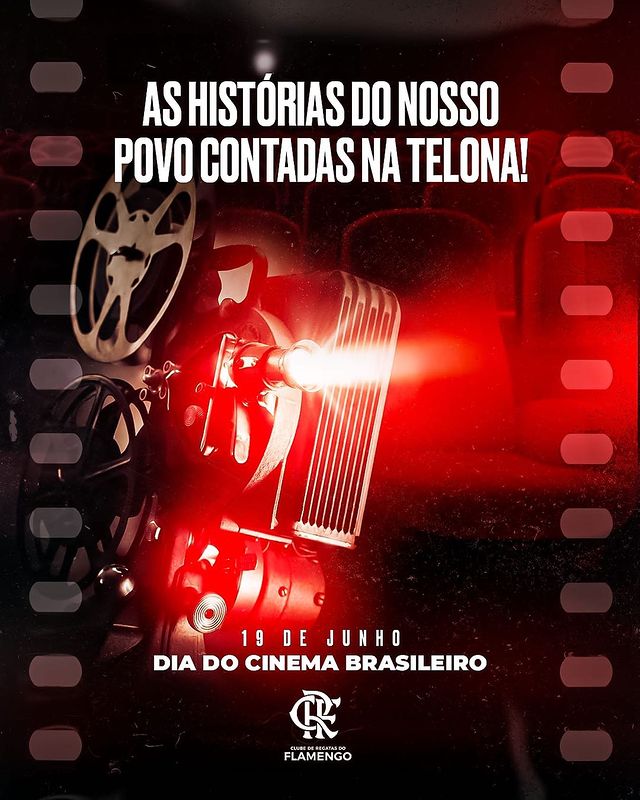 AS HISTÓRIAS DO NOSSO
POVO CONTADAS NA TELONA!
19 DE JUNHO
DIA DO CINEMA BRASILEIRO
CRF
CLUBE DE REGATAS DO
FLAMENGO